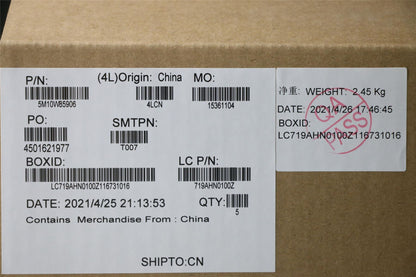 P/N:
(4L)Origin: China
MO:
5M10W85906
4LCN
15361104
PO:
SMTPN:
4501621977
T007
BOXID:
LC P/N:
LC719AHN0100Z116731016
719AHN0100Z
DATE: 2021/4/25 21:13:53
QTY:
5
Contains Merchandise From : China
SHIPTO:CN
净重: WEIGHT: 2.45 Kg
DATE: 2021/4/26 17:46:45
BOXID:
LC719AHN0100Z116731016
QA
PASS